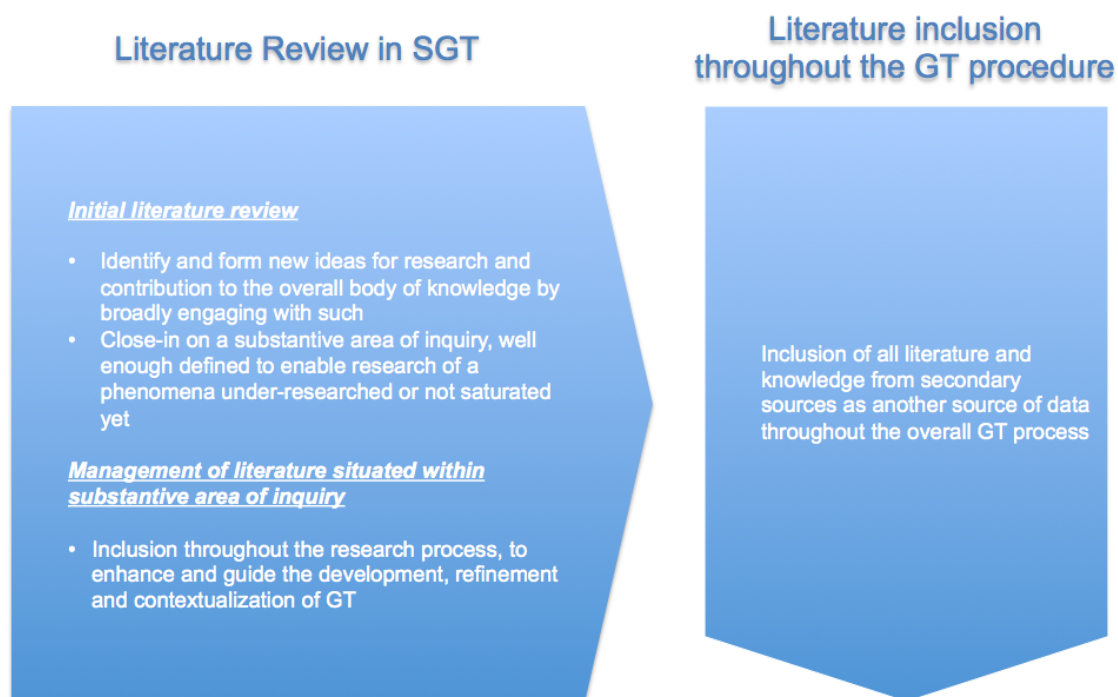 Literature Review in SGT
Literature inclusion
throughout the GT procedure
Initial literature review
• Identify and form new ideas for research and
contribution to the overall body of knowledge by
broadly engaging with such
• Close-in on a substantive area of inquiry, well
enough defined to enable research of a
phenomena under-researched or not saturated
yet
Management of literature situated within
substantive area of inquiry
• Inclusion throughout the research process, to
enhance and guide the development, refinement
and contextualization of GT
Inclusion of all literature and
knowledge from secondary
sources as another source of data
throughout the overall GT process